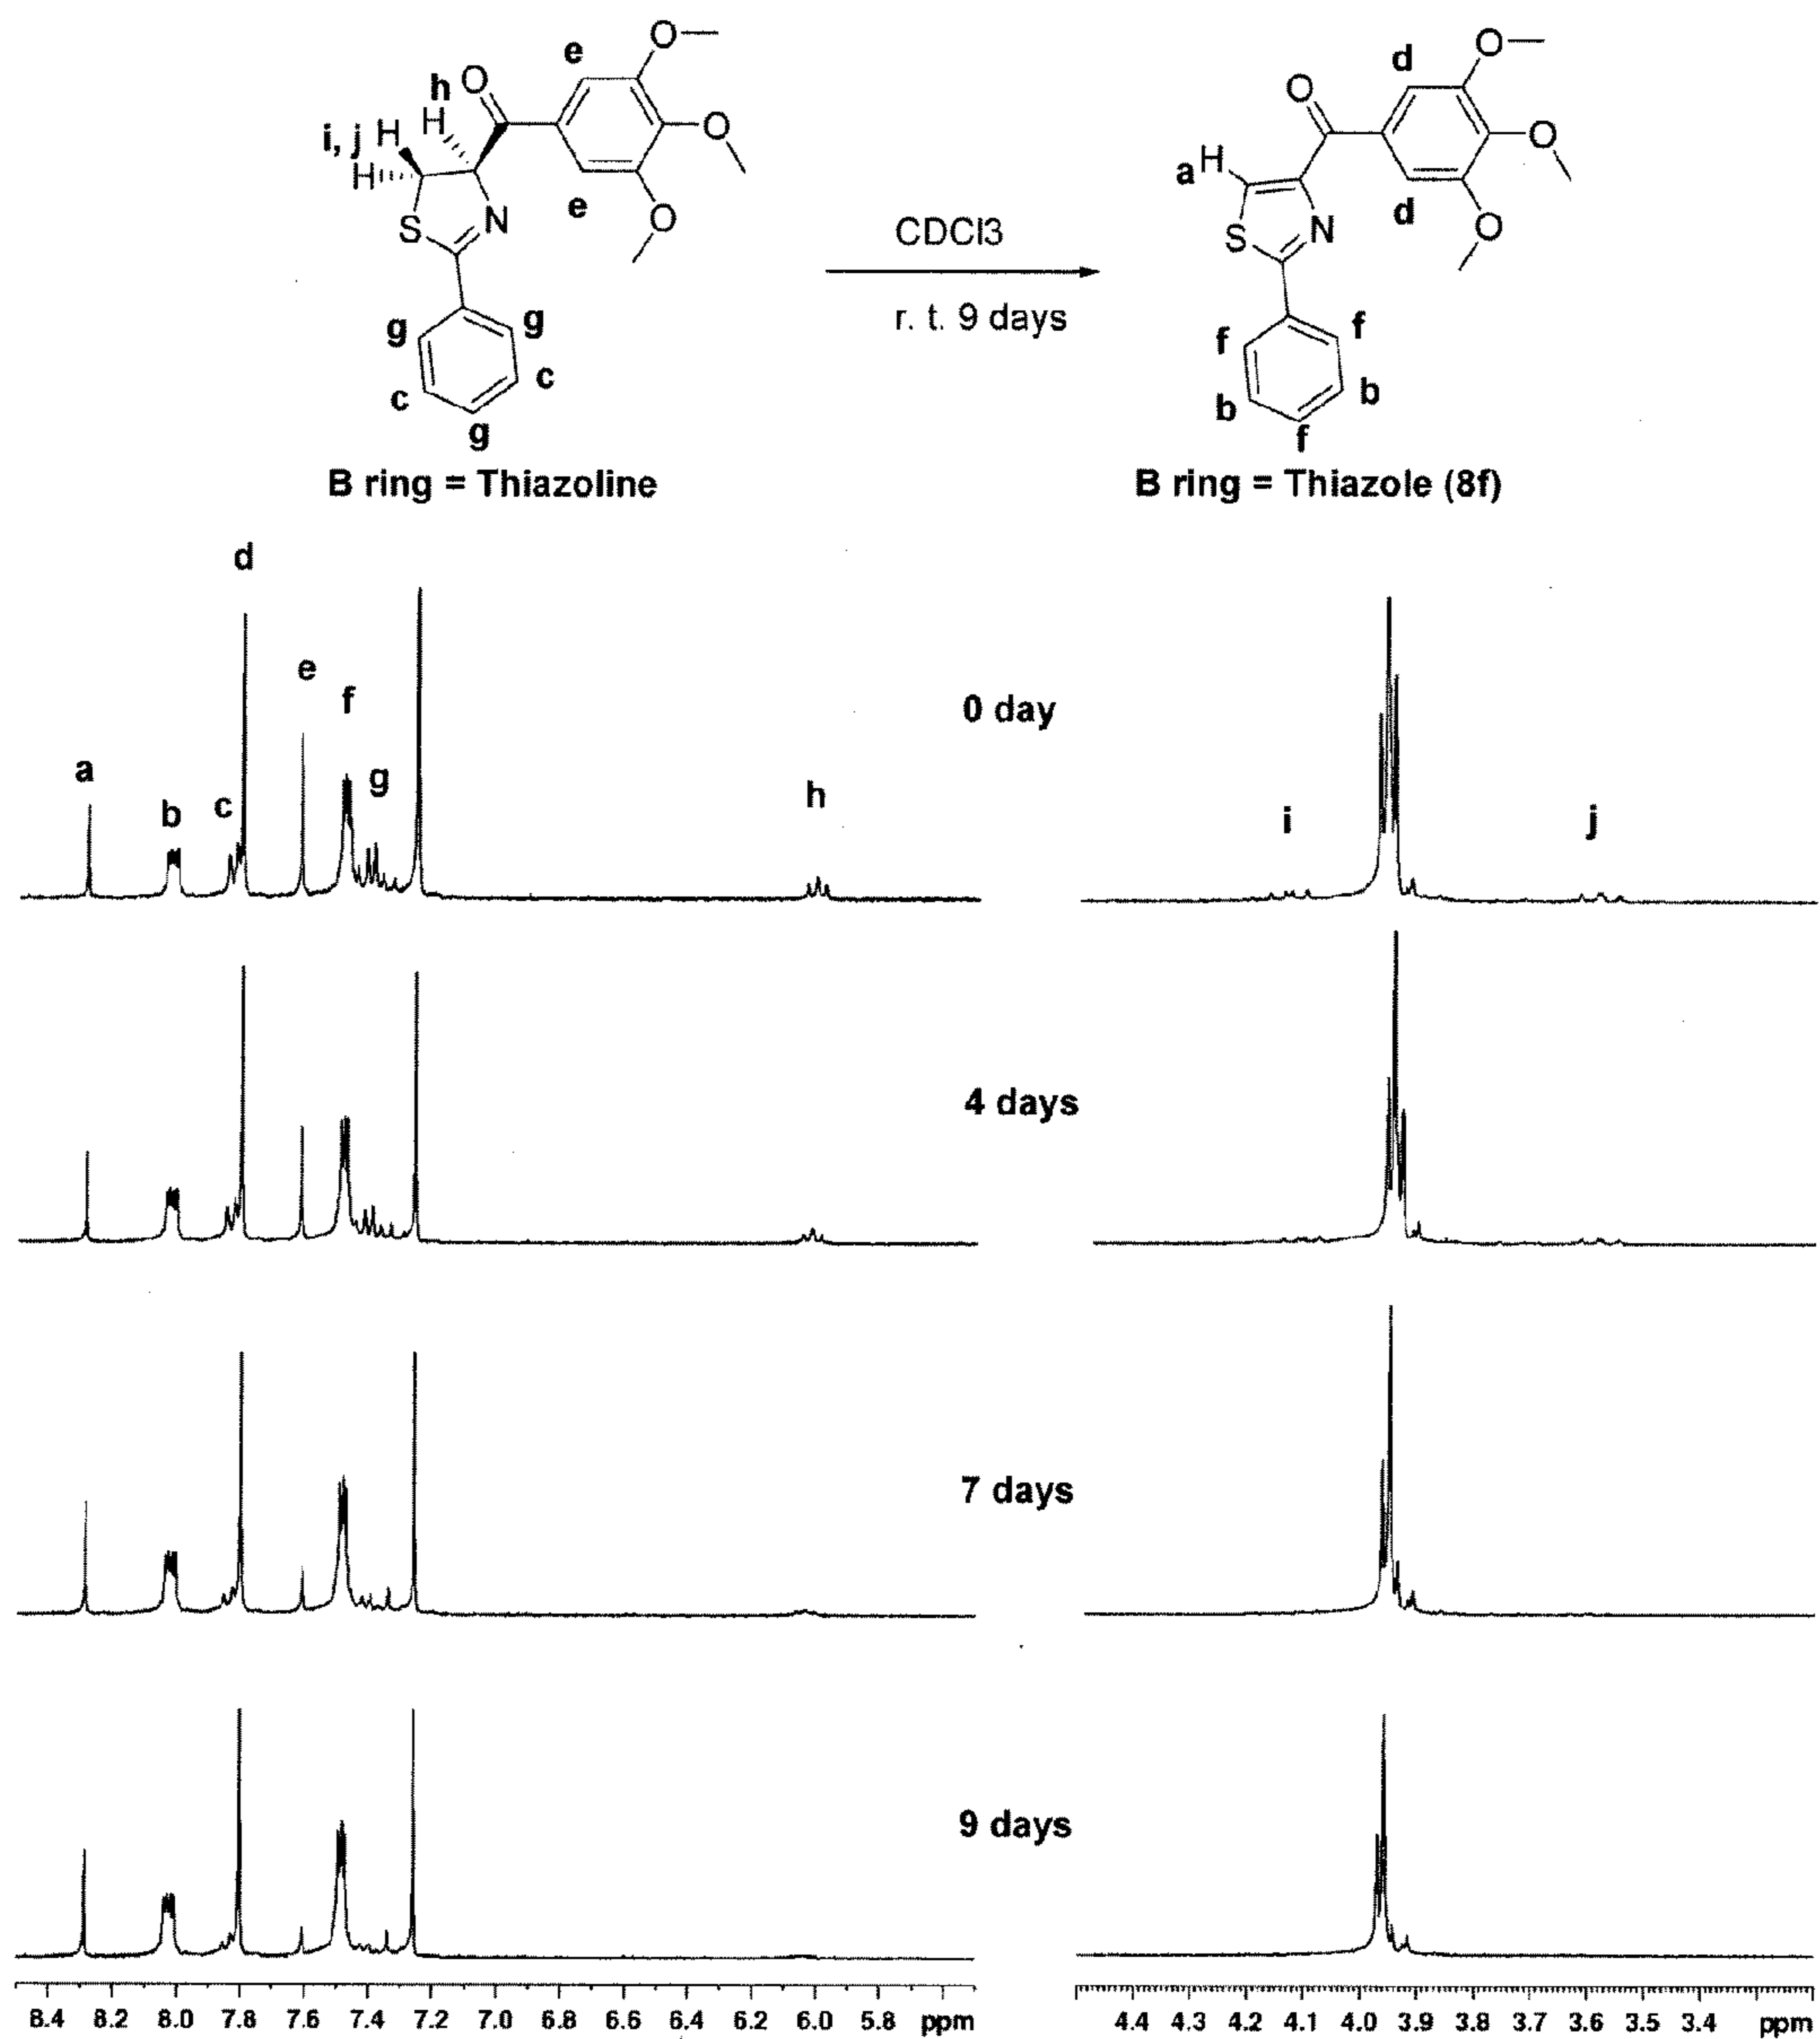 O
e
h
O
H
i, j
H
O
H
N
e
S
O
g
g
c
c
g
B ring = Thiazoline
CDCl3
r. t. 9 days
O
d
O
O
a
H
d
N
S
O
f
f
b
b
f
B ring = Thiazole (8f)
d
e
f
a
b
c
g
h
0 day
i
j
4 days
7 days
9 days
8.4 8.2 8.0 7.8 7.6 7.4 7.2 7.0 6.8 6.6 6.4 6.2 6.0 5.8 ppm
4.4 4.3 4.2 4.1 4.0 3.9 3.8 3.7 3.6 3.5 3.4 ppm